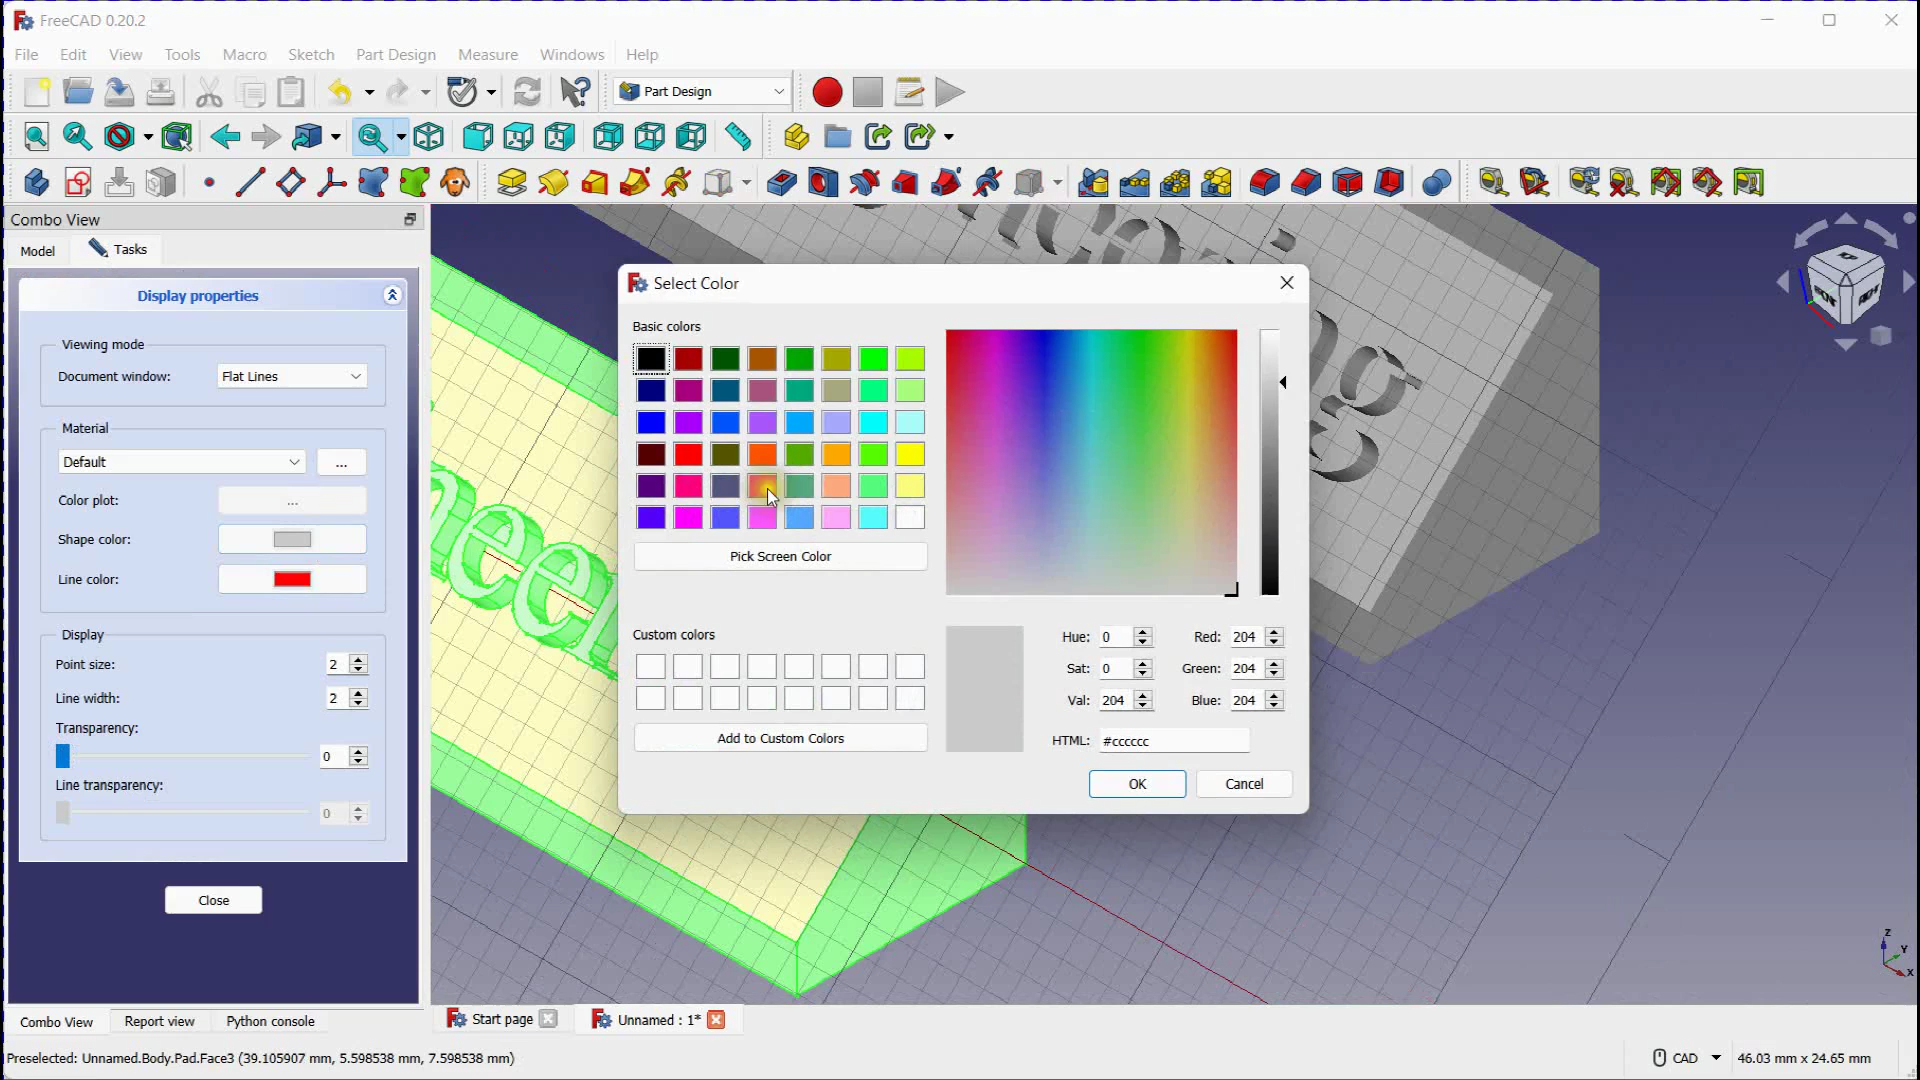 FreeCAD 0.20.2
File Edit View Tools Macro Sketch Part Design Measure Windows Help
Part Design
Combo View
Model Tasks
Display properties
Viewing mode
Document window: Flat Lines
Material
Default ...
Color plot: ...
Shape color:
Line color:
Display
Point size: 2
Line width: 2
Transparency:
0
Line transparency:
0
Close
Select Color
Basic colors
Pick Screen Color
Custom colors
Add to Custom Colors
Hue: 0 Red: 204
Sat: 0 Green: 204
Val: 204 Blue: 204
HTML: #cccccc
OK Cancel
Z
Y
X
Combo View Report view Python console
Start page Unnamed : 1*
Preselected: Unnamed.Body.Pad.Face3 (39.105907 mm, 5.598538 mm, 7.598538 mm)
CAD 46.03 mm x 24.65 mm